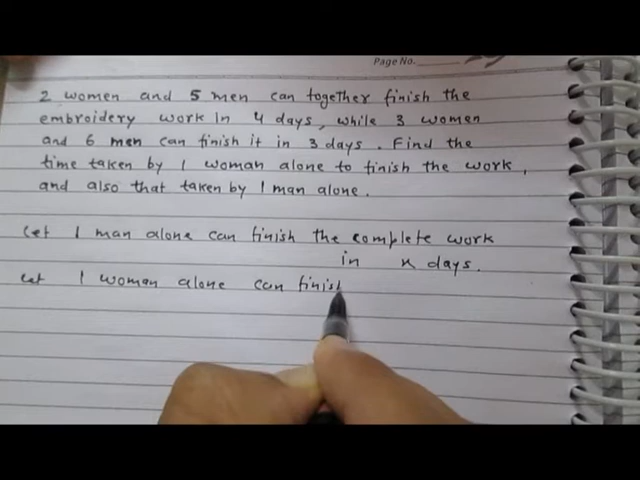 Page No.
2 women and 5 men can together finish the
embroidery work in 4 days, while 3 women
and 6 men can finish it in 3 days. Find the
time taken by 1 woman alone to finish the work,
and also that taken by 1 man alone.
Let 1 man alone can finish the complete work
in x days.
Let 1 woman alone can finish